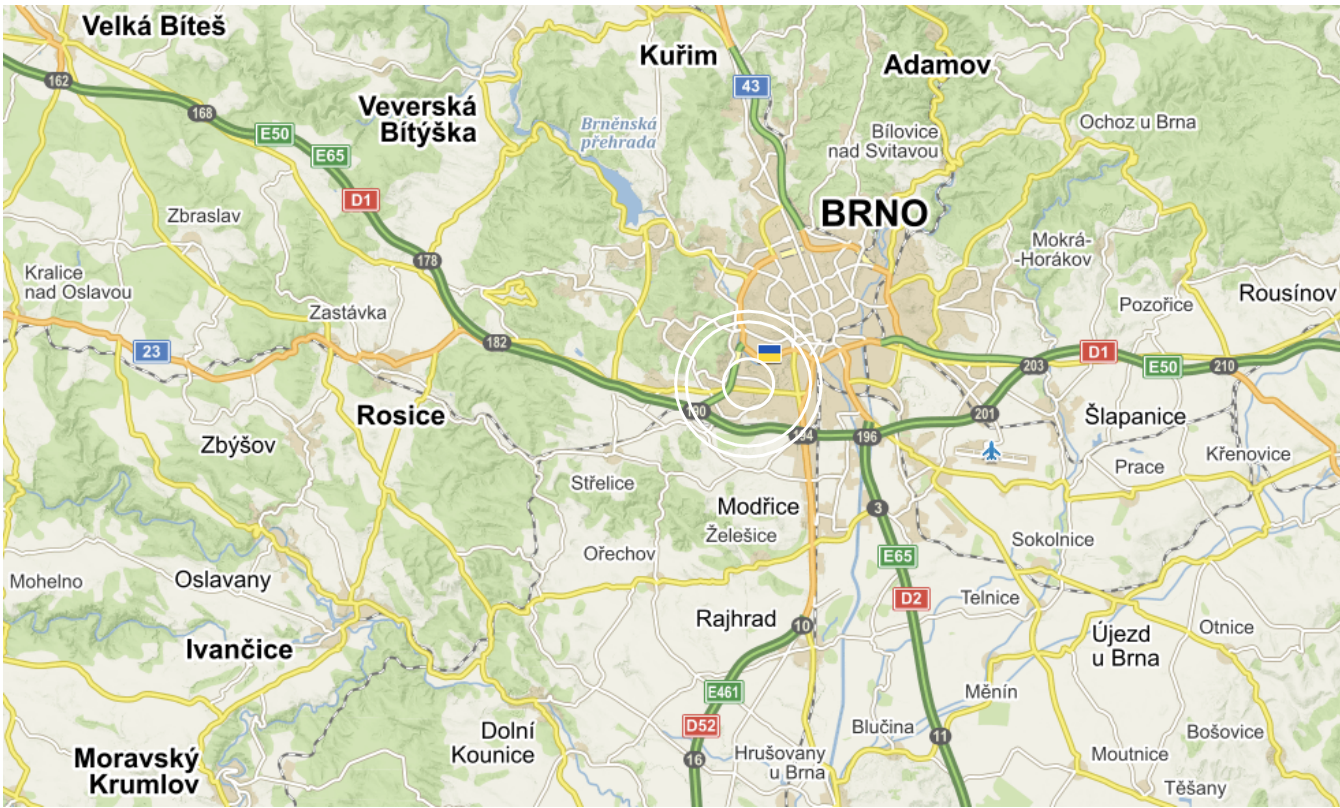 Velká Bíteš
Kuřim
Adamov
162
43
Veverská
Bítýška
168
E50
Brněnská
přehrada
Bílovice
nad Svitavou
Ochoz u Brna
E65
D1
Zbraslav
BRNO
178
Mokrá-
-Horákov
Kralice
nad Oslavou
Zastávka
Pozořice
Rousínov
23
182
203
D1
E50
210
190
201
Rosice
194
196
Šlapanice
Zbýšov
Křenovice
Prace
Střelice
Modřice
3
Želešice
Sokolnice
Ořechov
E65
Mohelno
Oslavany
D2
Telnice
Rajhrad
10
Otnice
Újezd
u Brna
Ivančice
E461
Měnín
D52
Dolní
Kounice
Blučina
11
Bošovice
Moravský
Krumlov
16
Hrušovany
u Brna
Moutnice
Těšany